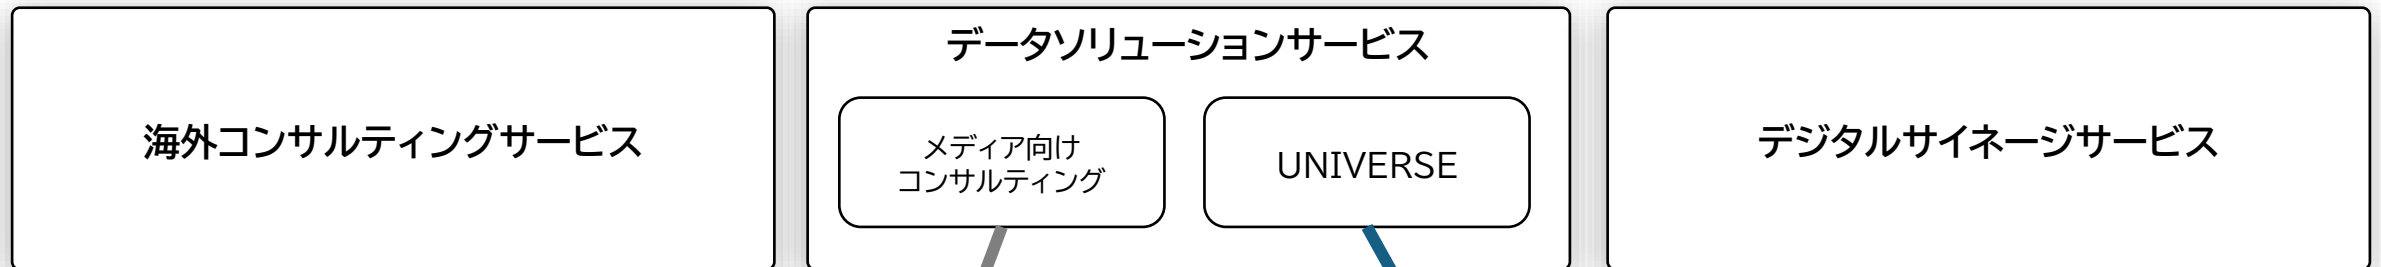 海外コンサルティングサービス
データソリューションサービス
メディア向け
コンサルティング
UNIVERSE
デジタルサイネージサービス